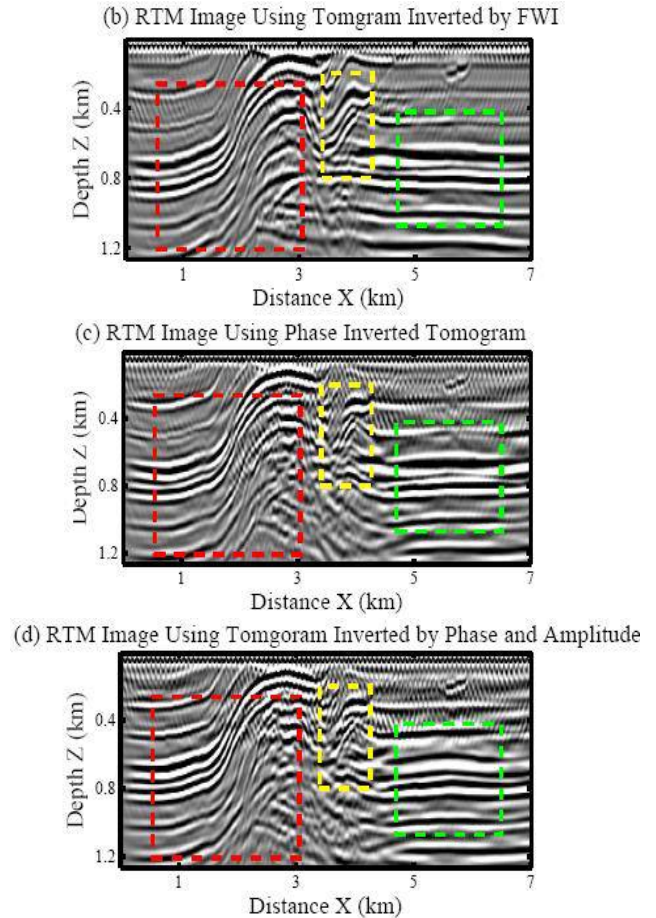 (b) RTM Image Using Tomgram Inverted by FWI
Depth Z (km)
0.4
0.8
1.2
1 3 5 7
Distance X (km)
(c) RTM Image Using Phase Inverted Tomogram
Depth Z (km)
0.4
0.8
1.2
1 3 5 7
Distance X (km)
(d) RTM Image Using Tomgoram Inverted by Phase and Amplitude
Depth Z (km)
0.4
0.8
1.2
1 3 5 7
Distance X (km)